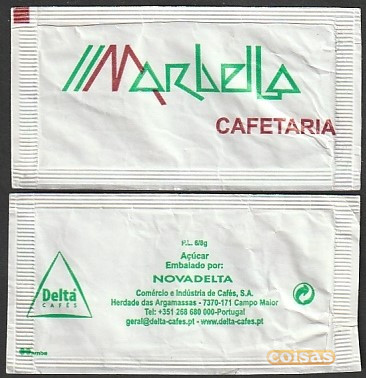 Marbella
CAFETARIA
P.L. 6/8g
Açúcar
Embalado por:
NOVADELTA
Comércio e Indústria de Cafés, S.A.
Herdade das Argamassas - 7370-171 Campo Maior
Tel: +351 268 680 000-Portugal
geral@delta-cafes.pt - www.delta-cafes.pt
Delta
CAFÉS
coisas